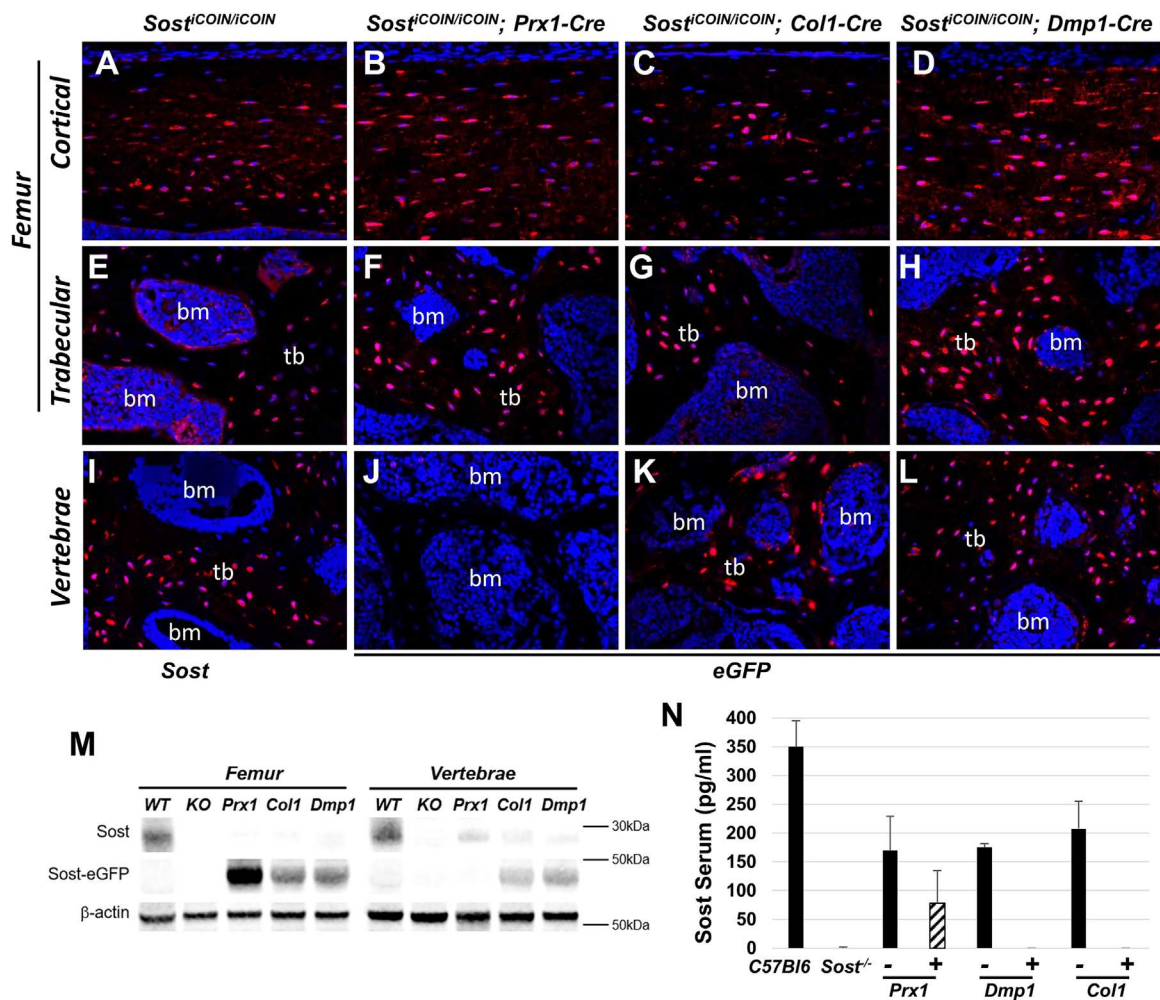 Sost^iCOIN/iCOIN
Sost^iCOIN/iCOIN; Prx1-Cre
Sost^iCOIN/iCOIN; Col1-Cre
Sost^iCOIN/iCOIN; Dmp1-Cre
Femur
Cortical
A
B
C
D
Trabecular
E bm bm tb
F bm tb
G tb bm
H tb bm
Vertebrae
I bm tb bm
J bm bm
K bm tb bm
L tb bm
Sost
eGFP
M
Femur Vertebrae
WT KO Prx1 Col1 Dmp1 WT KO Prx1 Col1 Dmp1
Sost 30kDa
50kDa
Sost-eGFP
β-actin
50kDa
N
Sost Serum (pg/ml)
400
350
300
250
200
150
100
50
0
C57Bl6 Sost^-/- - + - + - +
Prx1 Dmp1 Col1